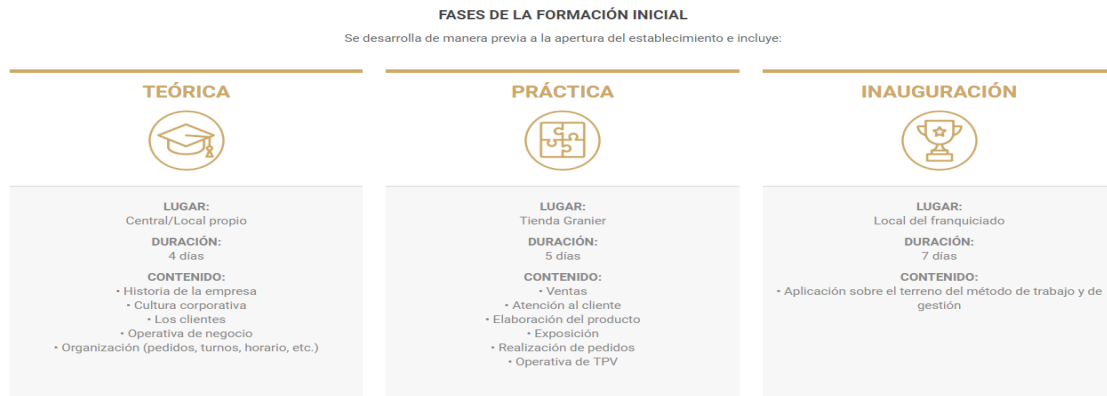 FASES DE LA FORMACIÓN INICIAL
Se desarrolla de manera previa a la apertura del establecimiento e incluye:
TEÓRICA
LUGAR:
Central/Local propio
DURACIÓN:
4 días
CONTENIDO:
• Historia de la empresa
• Cultura corporativa
• Los clientes
• Operativa de negocio
• Organización (pedidos, turnos, horario, etc.)
PRÁCTICA
LUGAR:
Tienda Granier
DURACIÓN:
5 días
CONTENIDO:
• Ventas
• Atención al cliente
• Elaboración del producto
• Exposición
• Realización de pedidos
• Operativa de TPV
INAUGURACIÓN
LUGAR:
Local del franquiciado
DURACIÓN:
7 días
CONTENIDO:
• Aplicación sobre el terreno del método de trabajo y de
gestión